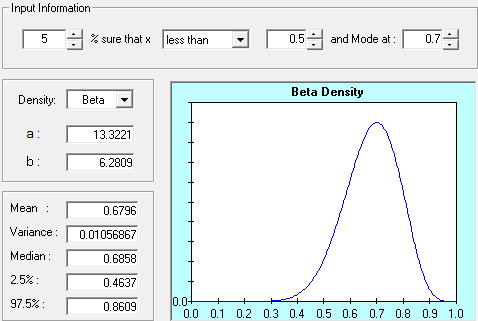 Input Information
5 % sure that x less than 0.5 and Mode at : 0.7
Density: Beta
a : 13.3221
b : 6.2809
Mean : 0.6796
Variance : 0.01056867
Median : 0.6858
2.5% : 0.4637
97.5% : 0.8609
Beta Density
0.0
0.0 0.1 0.2 0.3 0.4 0.5 0.6 0.7 0.8 0.9 1.0